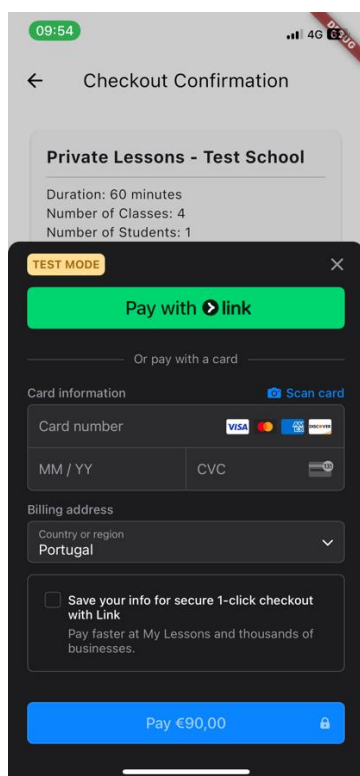 09:54
4G
DEBUG
Checkout Confirmation
Private Lessons - Test School
Duration: 60 minutes
Number of Classes: 4
Number of Students: 1
TEST MODE
Pay with link
Or pay with a card
Card information
Scan card
Card number
VISA
DISCOVER
MM / YY
CVC
Billing address
Country or region
Portugal
Save your info for secure 1-click checkout
with Link
Pay faster at My Lessons and thousands of
businesses.
Pay €90,00